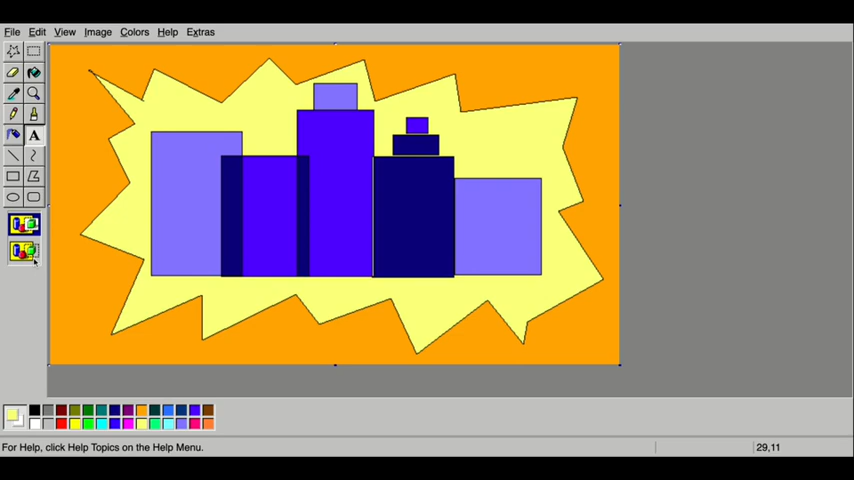 File Edit View Image Colors Help Extras
A
For Help, click Help Topics on the Help Menu. 29,11